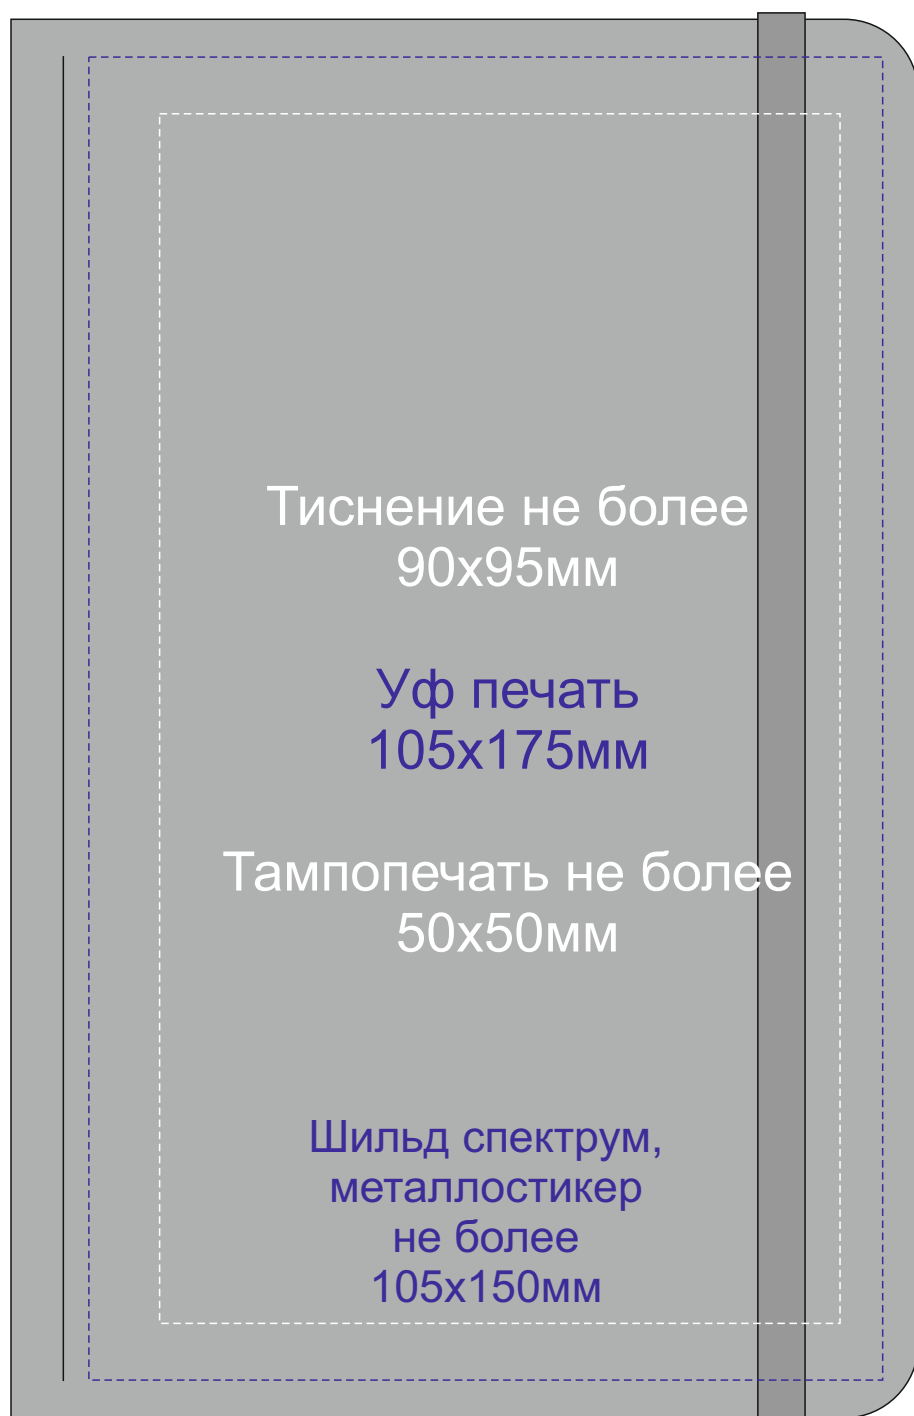 Тиснение не более
90х95мм
Уф печать
105х175мм
Тампопечать не более
50х50мм
Шильд спектрум,
металлостикер
не более
105х150мм